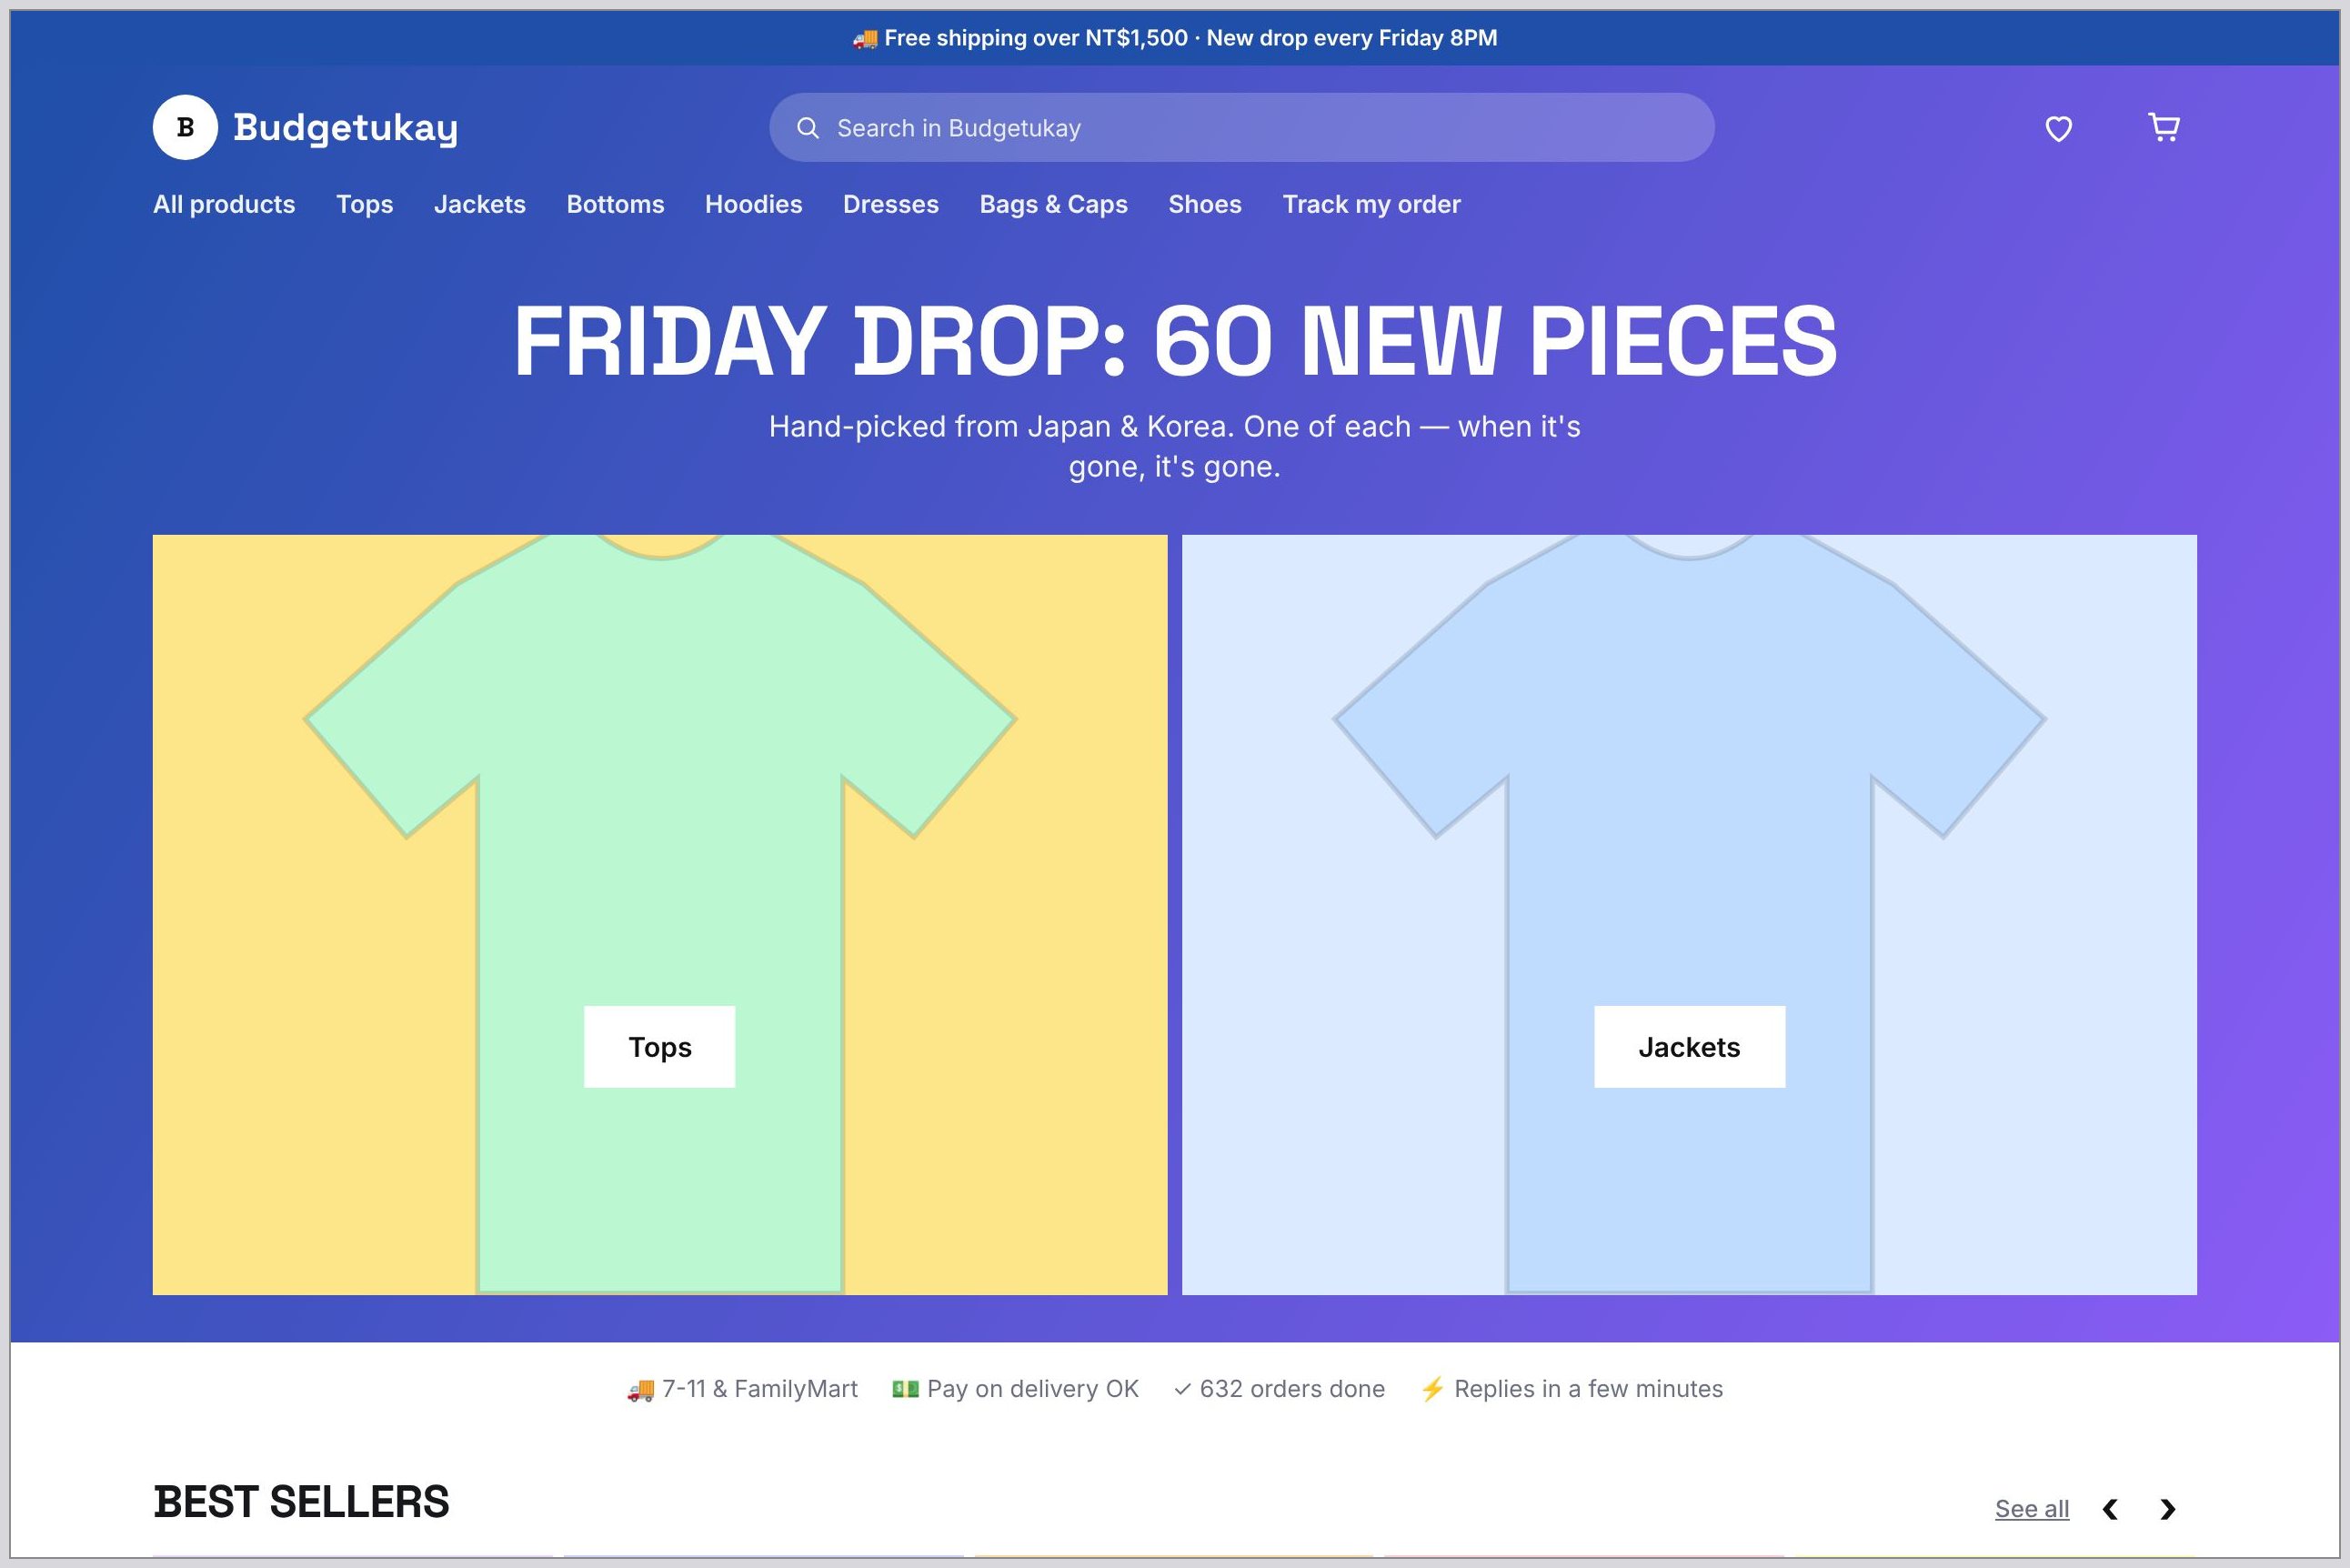 🚚 Free shipping over NT$1,500 · New drop every Friday 8PM
B Budgetukay
Search in Budgetukay
All products Tops Jackets Bottoms Hoodies Dresses Bags & Caps Shoes Track my order
FRIDAY DROP: 60 NEW PIECES
Hand-picked from Japan & Korea. One of each — when it's
gone, it's gone.
Tops
Jackets
🚚 7-11 & FamilyMart 💵 Pay on delivery OK ✓ 632 orders done ⚡ Replies in a few minutes
BEST SELLERS
See all ‹ ›